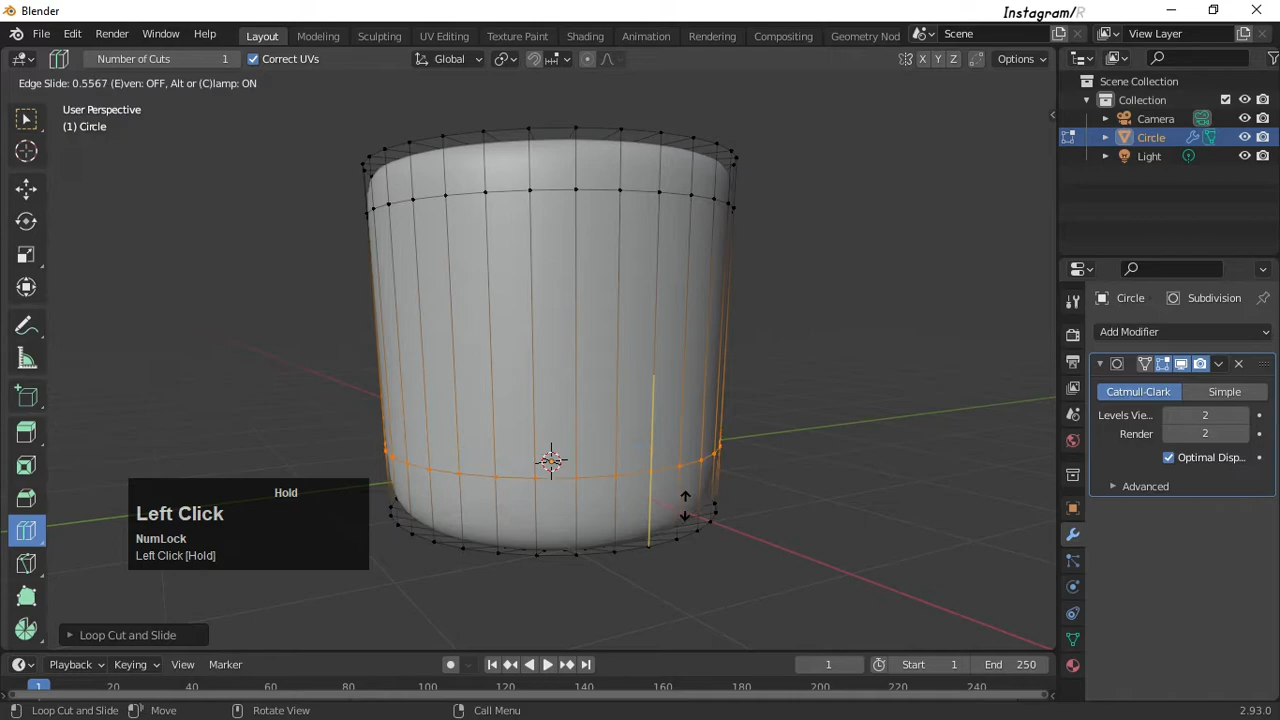 Blender
Instagram/R
File Edit Render Window Help
Layout Modeling Sculpting UV Editing Texture Paint Shading Animation Rendering Compositing Geometry Nod
Scene
View Layer
Number of Cuts 1
Correct UVs
Global
X Y Z
Options
Edge Slide: 0.5567 (E)ven: OFF, Alt or (C)lamp: ON
User Perspective
(1) Circle
Scene Collection
Collection
Camera
Circle
Light
Circle
Subdivision
Add Modifier
Catmull-Clark
Simple
Levels Vie... 2
Render 2
Optimal Disp...
Advanced
Hold
Left Click
NumLock
Left Click [Hold]
Loop Cut and Slide
Playback Keying View Marker
1
Start 1
End 250
1 20 40 60 80 100 120 140 160 180 200 220 240
Loop Cut and Slide
Move
Rotate View
Call Menu
2.93.0